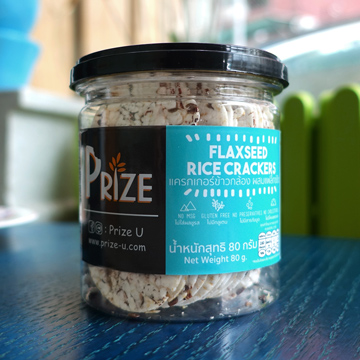 PRIZE
: Prize U
www.prize-u.com
FLAXSEED
RICE CRACKERS
แครกเกอร์ข้าวกล้อง
NO MSG
GLUTEN FREE
NO PRESERVATIVES
น้ำหนักสุทธิ 80 กรัม
Net Weight 80 g.